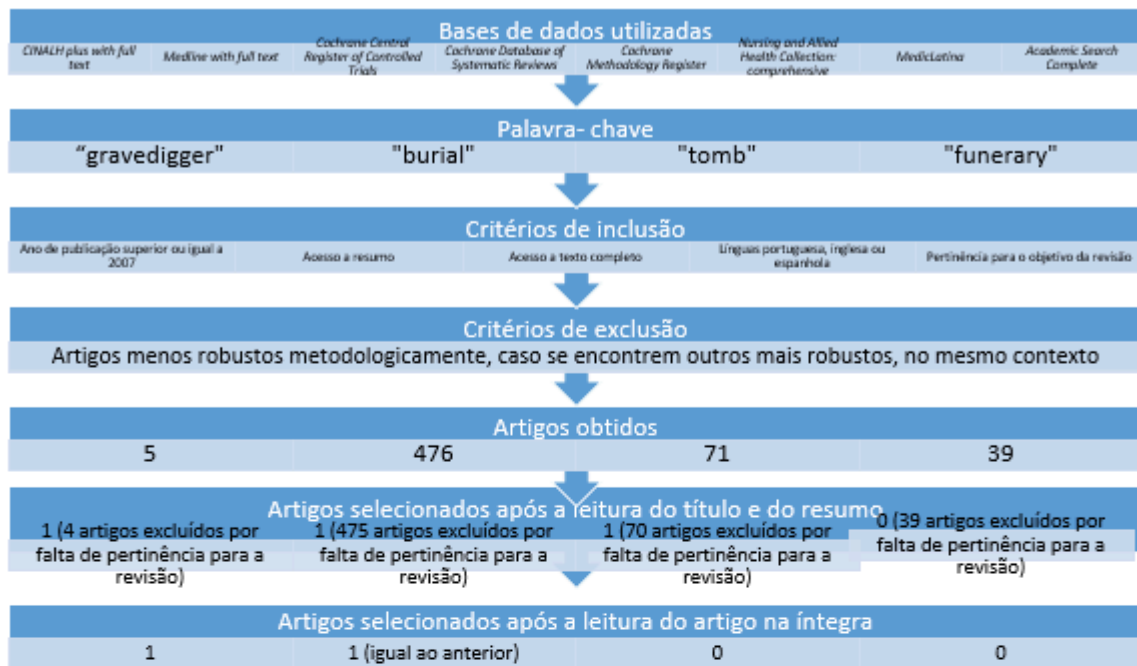 Bases de dados utilizadas
CINALH plus with full
text
Medline with full text
Cochrane Central
Register of Controlled
Trials
Cochrane Database of
Systematic Reviews
Cochrane
Methodology Register
Nursing and Allied
Health Collection:
comprehensive
MedicLatina
Academic Search
Complete
Palavra- chave
“gravedigger"
"burial"
"tomb"
"funerary"
Critérios de inclusão
Ano de publicação superior ou igual a
2007
Acesso a resumo
Acesso a texto completo
Línguas portuguesa, inglesa ou
espanhola
Pertinência para o objetivo da revisão
Critérios de exclusão
Artigos menos robustos metodologicamente, caso se encontrem outros mais robustos, no mesmo contexto
Artigos obtidos
5
476
71
39
Artigos selecionados após a leitura do título e do resumo
1 (4 artigos excluídos por
falta de pertinência para a
revisão)
1 (475 artigos excluídos por
falta de pertinência para a
revisão)
1 (70 artigos excluídos por
falta de pertinência para a
revisão)
0 (39 artigos excluídos por
falta de pertinência para a
revisão)
Artigos selecionados após a leitura do artigo na íntegra
1
1 (igual ao anterior)
0
0